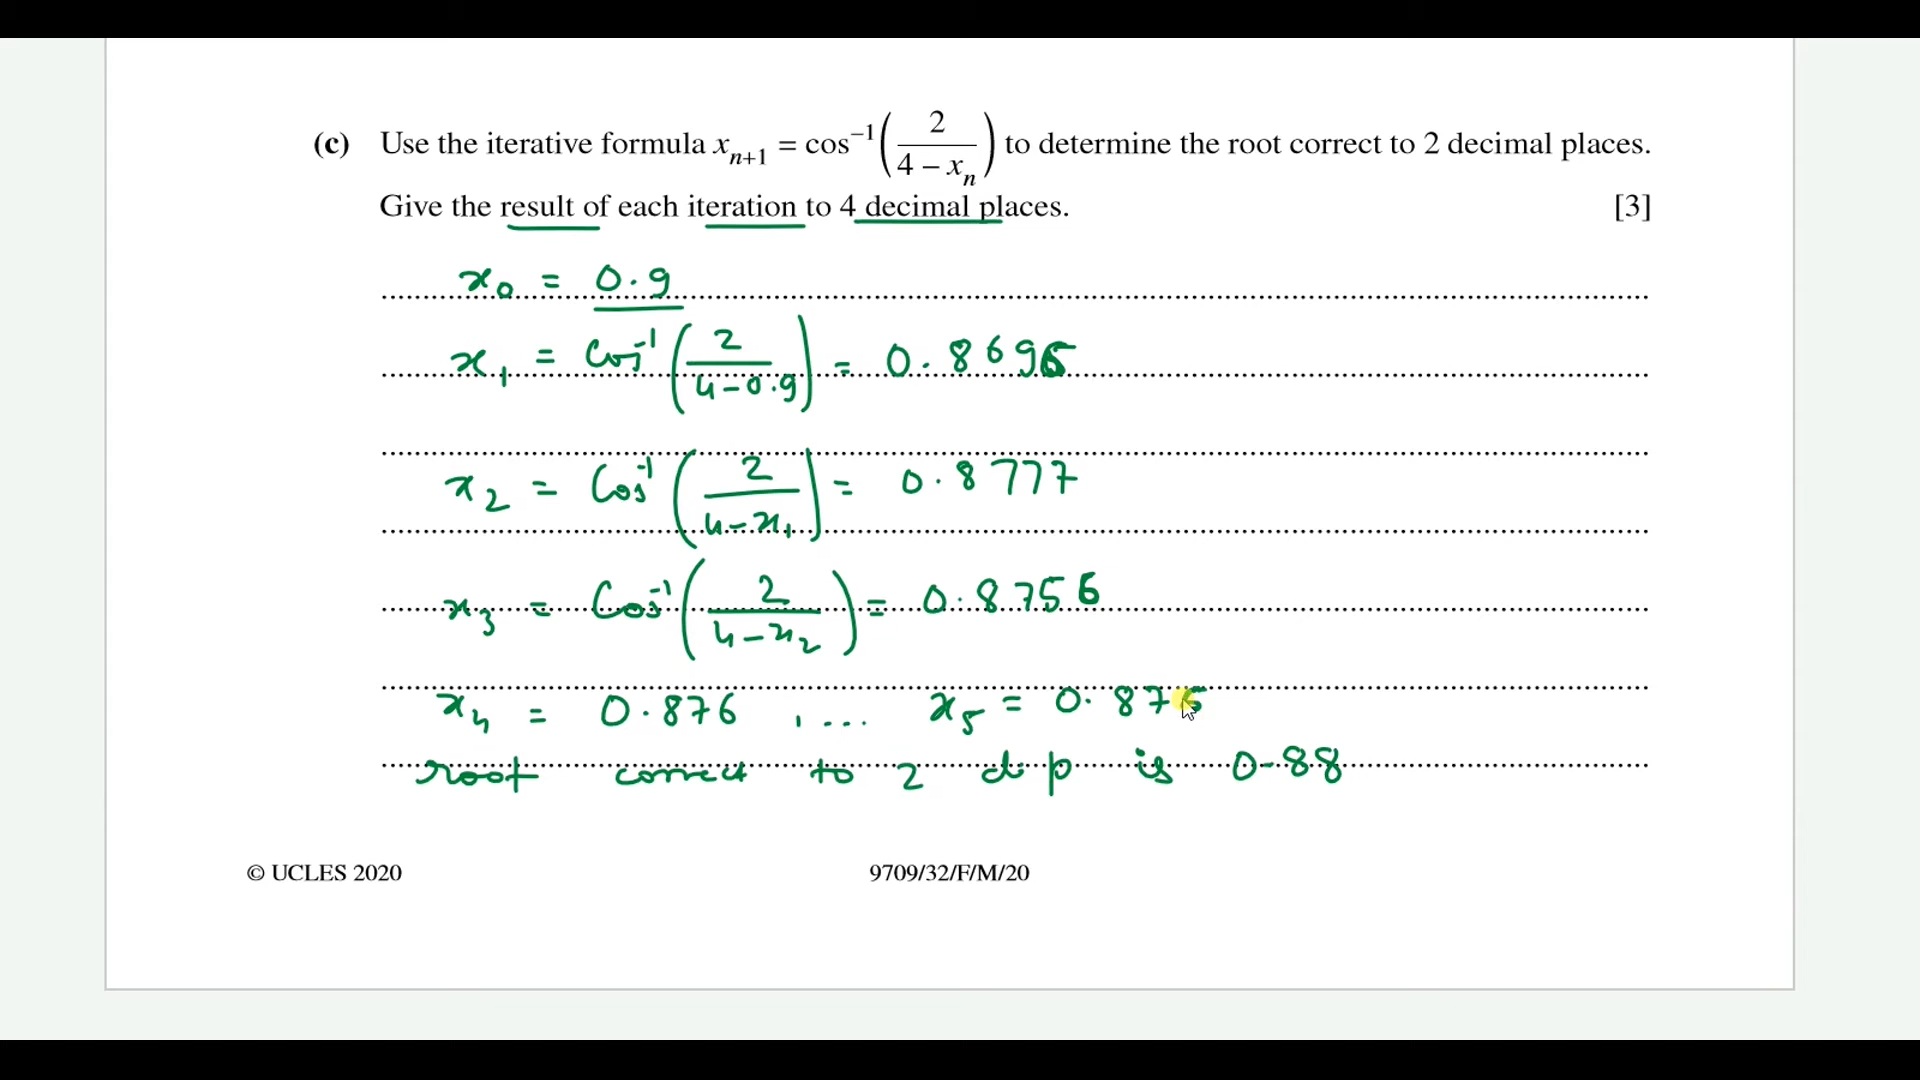 (c) Use the iterative formula xₙ₊₁ = cos⁻¹(2/(4 − xₙ)) to determine the root correct to 2 decimal places.
Give the result of each iteration to 4 decimal places. [3]
x₀ = 0.9
x₁ = Cos⁻¹(2/(4-0.9)) = 0.8696
x₂ = Cos⁻¹(2/(4-x₁)) = 0.8777
x₃ = Cos⁻¹(2/(4-x₂)) = 0.8756
x₄ = 0.876 , .... x₅ = 0.876
root correct to 2 d.p is 0.88
© UCLES 2020 9709/32/F/M/20